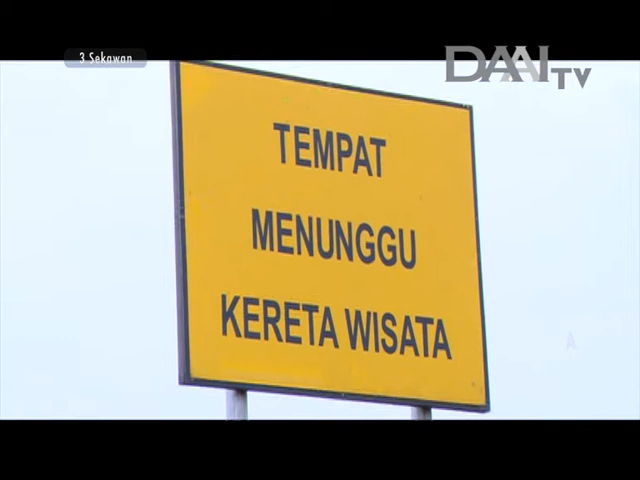 3 Sekawan
DAAI TV
TEMPAT
MENUNGGU
KERETA WISATA